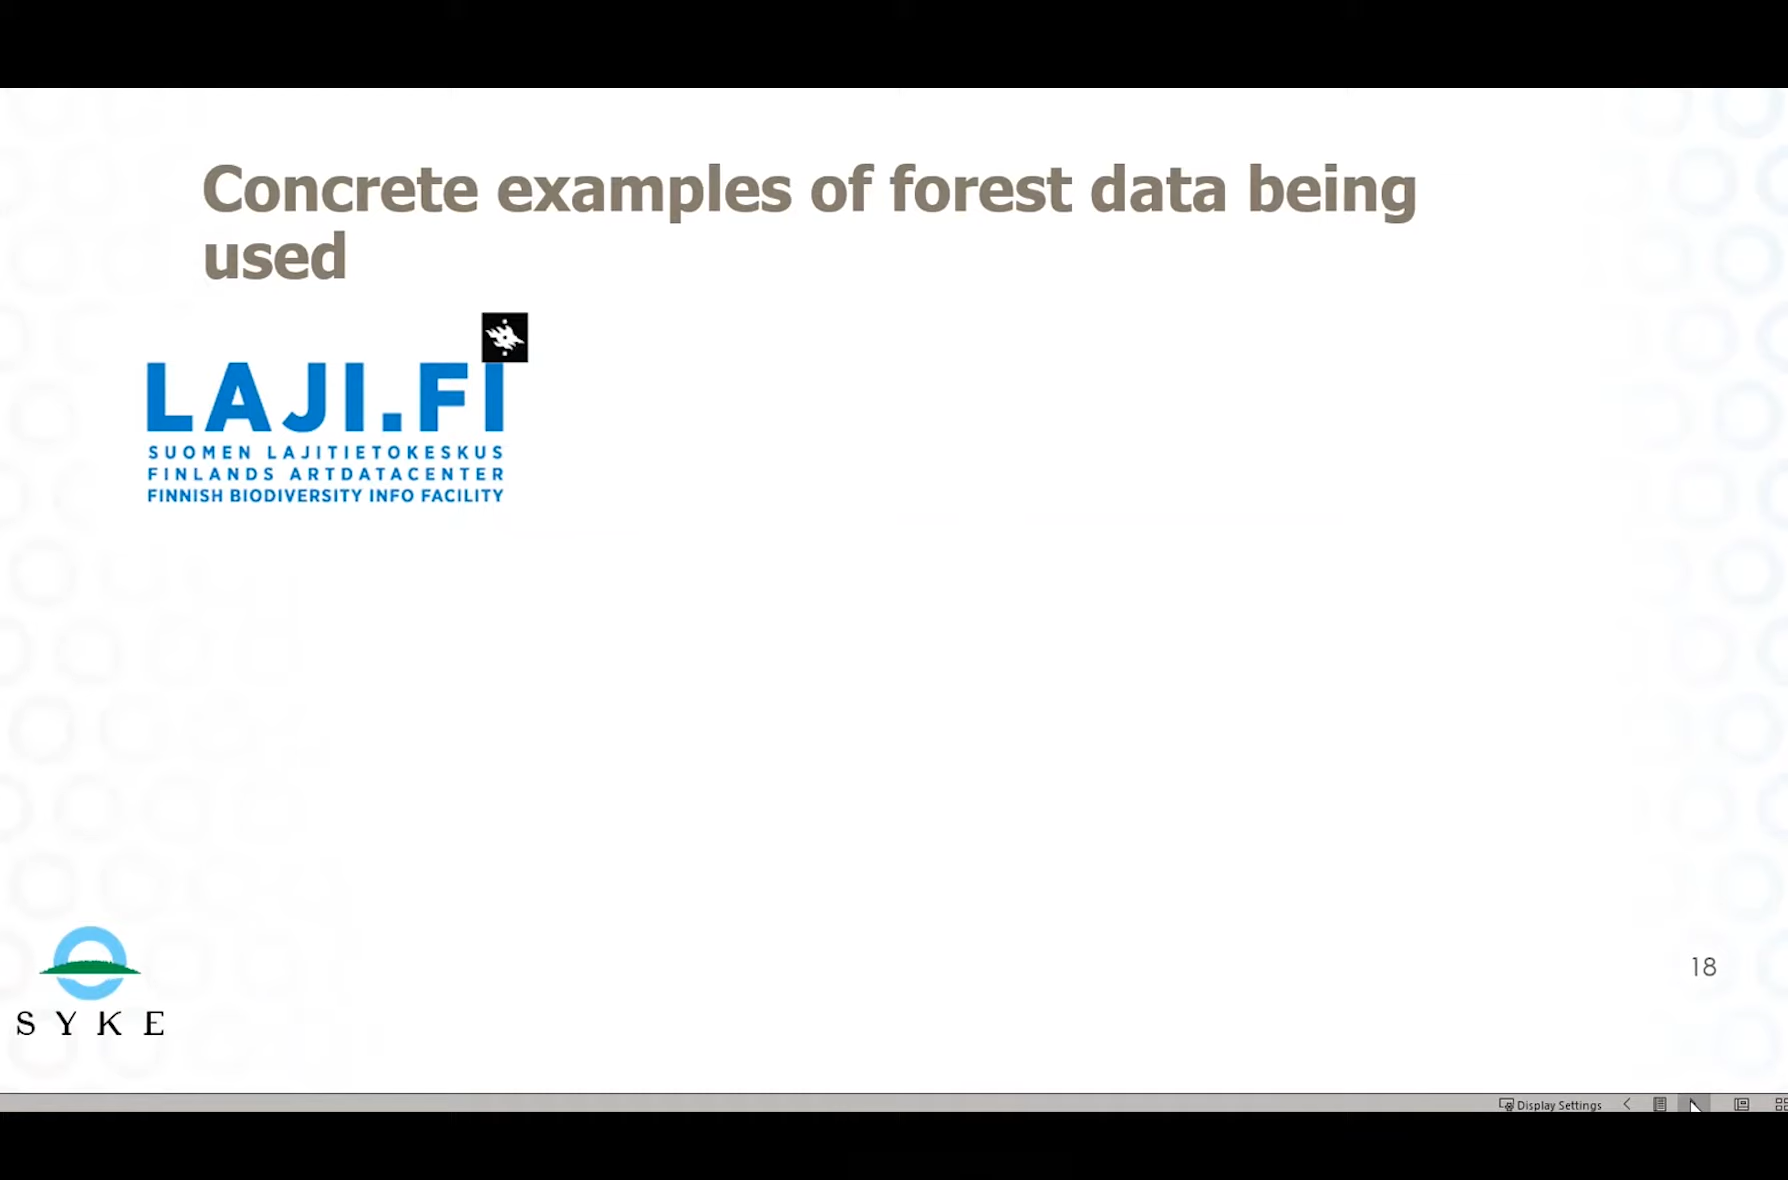 Concrete examples of forest data being
used
LAJI.FI
SUOMEN LAJITIETOKESKUS
FINLANDS ARTDATACENTER
FINNISH BIODIVERSITY INFO FACILITY
SYKE
18
Display Settings